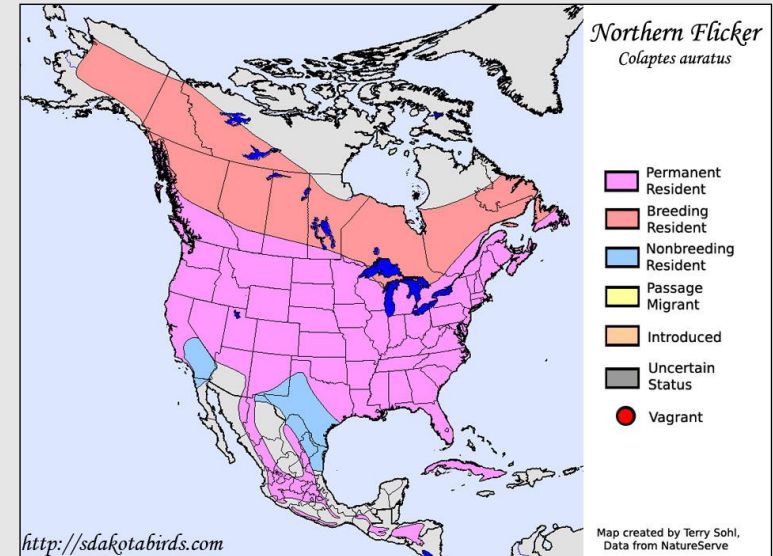 Northern Flicker
Colaptes auratus
Permanent
Resident
Breeding
Resident
Nonbreeding
Resident
Passage
Migrant
Introduced
Uncertain
Status
Vagrant
http://sdakotabirds.com
Map created by Terry Sohl,
Data from NatureServe